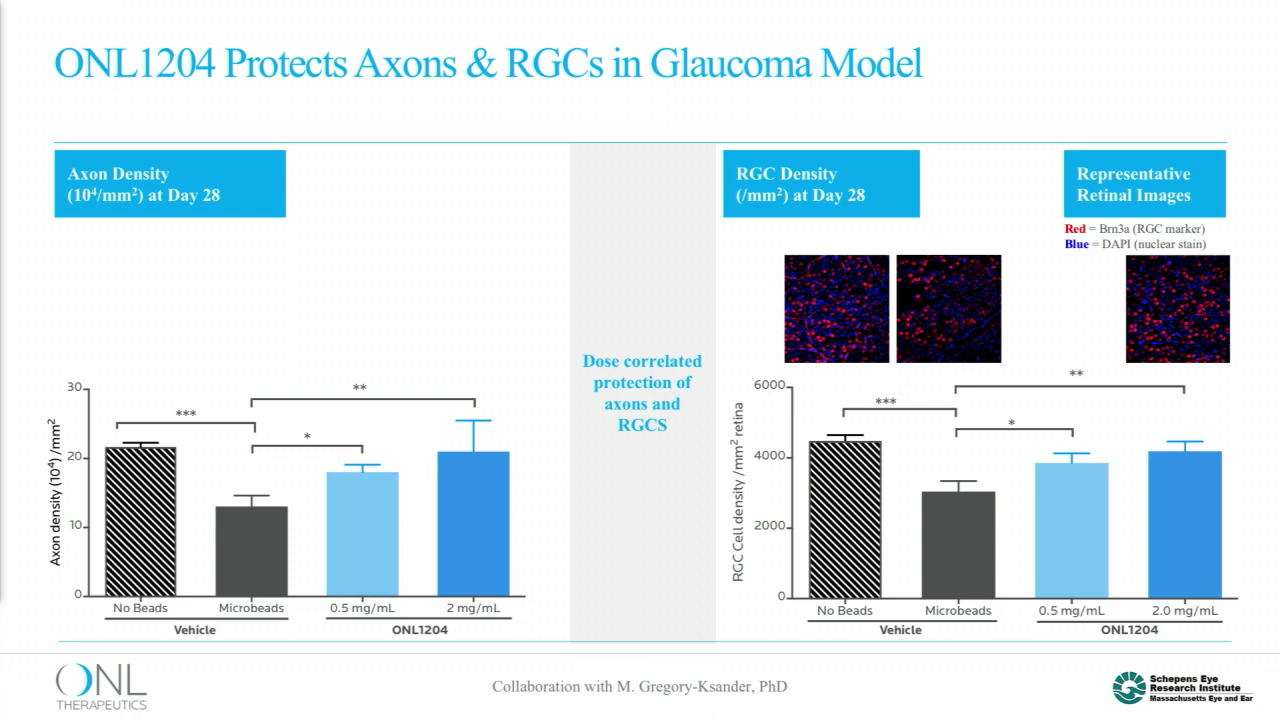 ONL1204 Protects Axons & RGCs in Glaucoma Model
Axon Density
(10⁴/mm²) at Day 28
RGC Density
(/mm²) at Day 28
Representative
Retinal Images
Red = Brn3a (RGC marker)
Blue = DAPI (nuclear stain)
Dose correlated
protection of
axons and
RGCS
Axon density (10⁴) /mm²
30
20
10
0
***
**
*
No Beads
Microbeads
0.5 mg/mL
2 mg/mL
Vehicle
ONL1204
RGC Cell density /mm² retina
6000
4000
2000
0
***
**
*
No Beads
Microbeads
0.5 mg/mL
2.0 mg/mL
Vehicle
ONL1204
ONL
THERAPEUTICS
Collaboration with M. Gregory-Ksander, PhD
Schepens Eye
Research Institute
Massachusetts Eye and Ear